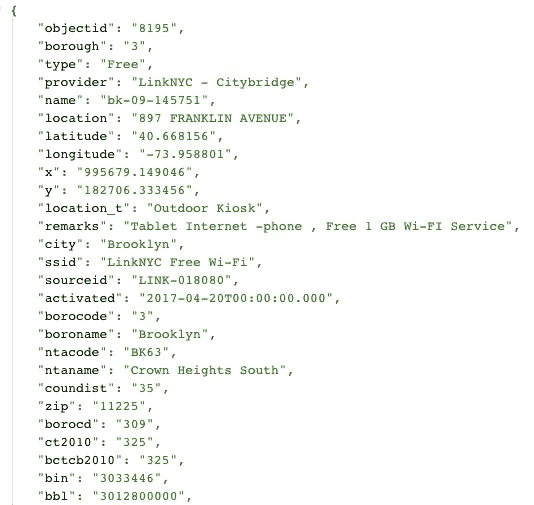 {
"objectid": "8195",
"borough": "3",
"type": "Free",
"provider": "LinkNYC - Citybridge",
"name": "bk-09-145751",
"location": "897 FRANKLIN AVENUE",
"latitude": "40.668156",
"longitude": "-73.958801",
"x": "995679.149046",
"y": "182706.333456",
"location_t": "Outdoor Kiosk",
"remarks": "Tablet Internet -phone , Free 1 GB Wi-FI Service",
"city": "Brooklyn",
"ssid": "LinkNYC Free Wi-Fi",
"sourceid": "LINK-018080",
"activated": "2017-04-20T00:00:00.000",
"borocode": "3",
"boroname": "Brooklyn",
"ntacode": "BK63",
"ntaname": "Crown Heights South",
"coundist": "35",
"zip": "11225",
"borocd": "309",
"ct2010": "325",
"bctcb2010": "325",
"bin": "3033446",
"bbl": "3012800000",